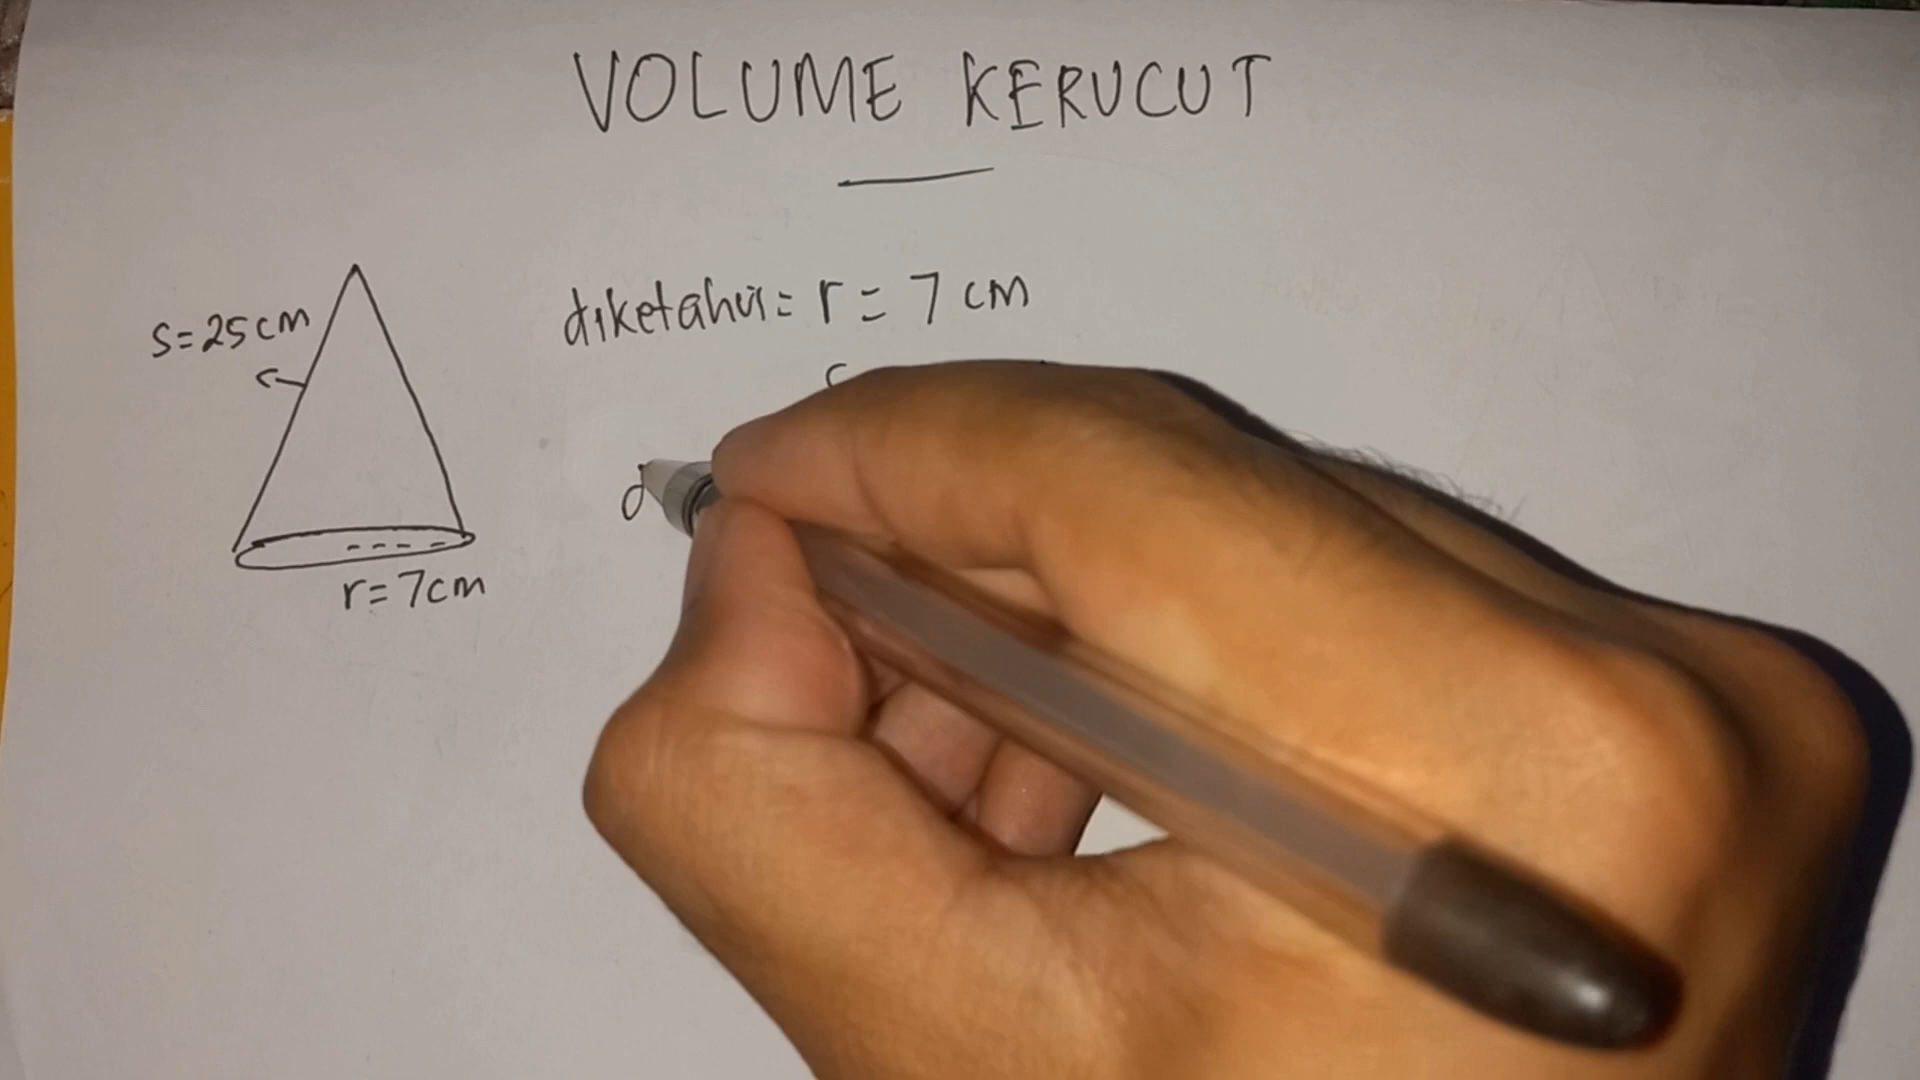 VOLUME KERUCUT
s=25cm
diketahui= r = 7 cm
r=7cm